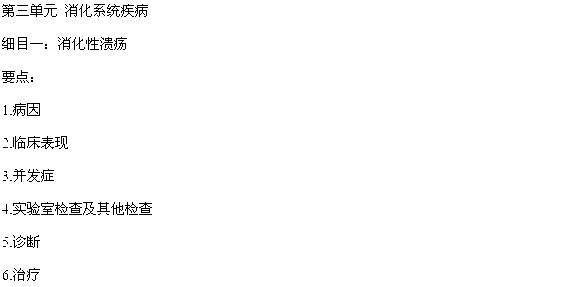 第三单元 消化系统疾病
细目一：消化性溃疡
要点：
1.病因
2.临床表现
3.并发症
4.实验室检查及其他检查
5.诊断
6.治疗